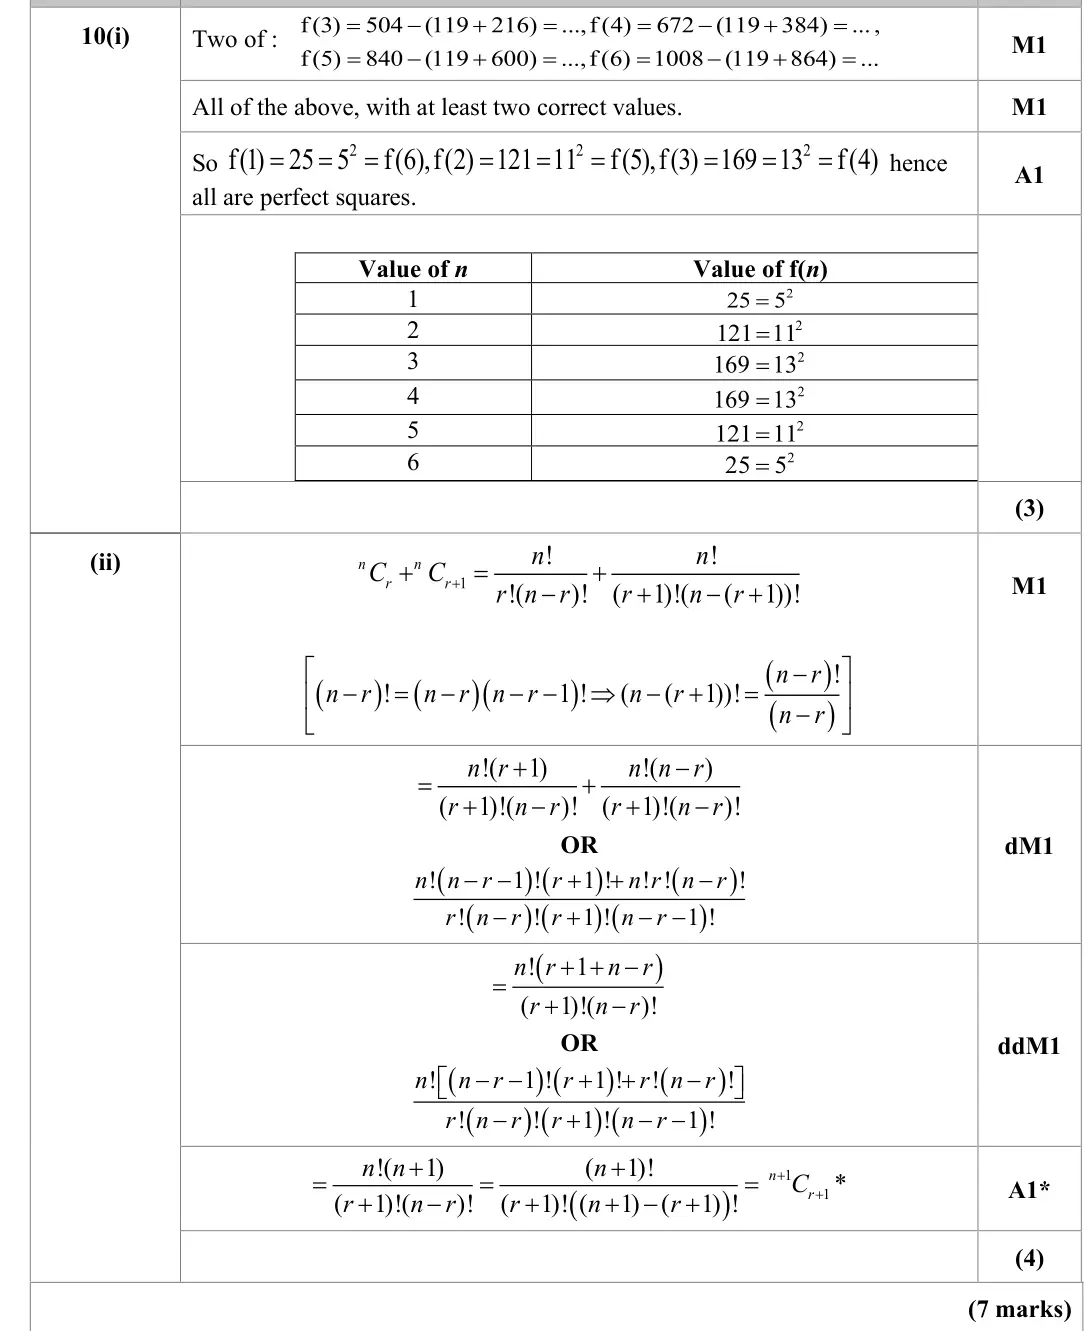 10(i)
Two of : f(3) = 504 − (119 + 216) = ..., f(4) = 672 − (119 + 384) = ... ,
f(5) = 840 − (119 + 600) = ..., f(6) = 1008 − (119 + 864) = ...
M1
All of the above, with at least two correct values.
M1
So f(1) = 25 = 5² = f(6), f(2) = 121 = 11² = f(5), f(3) = 169 = 13² = f(4) hence
all are perfect squares.
A1
Value of n Value of f(n)
1 25 = 5²
2 121 = 11²
3 169 = 13²
4 169 = 13²
5 121 = 11²
6 25 = 5²
(3)
(ii)
ⁿCᵣ + ⁿCᵣ₊₁ = n!/(r!(n − r)!) + n!/((r + 1)!(n − (r + 1))!)
M1
[(n − r)! = (n − r)(n − r − 1)! ⇒ (n − (r + 1))! = (n − r)!/(n − r)]
= n!(r + 1)/((r + 1)!(n − r)!) + n!(n − r)/((r + 1)!(n − r)!)
OR
dM1
(n!(n − r − 1)!(r + 1)! + n!r!(n − r)!)/(r!(n − r)!(r + 1)!(n − r − 1)!)
= n!(r + 1 + n − r)/((r + 1)!(n − r)!)
OR
ddM1
n![(n − r − 1)!(r + 1)! + r!(n − r)!]/(r!(n − r)!(r + 1)!(n − r − 1)!)
= n!(n + 1)/((r + 1)!(n − r)!) = (n + 1)!/((r + 1)!((n + 1) − (r + 1))!) = ⁿ⁺¹Cᵣ₊₁ *
A1*
(4)
(7 marks)